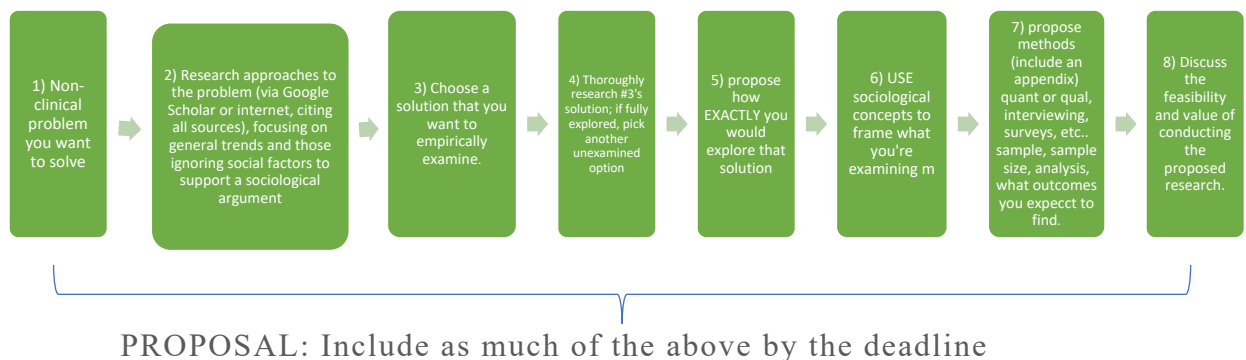 1) Non-
clinical
problem
you want
to solve
2) Research approaches to
the problem (via Google
Scholar or internet, citing
all sources), focusing on
general trends and those
ignoring social factors to
support a sociological
argument
3) Choose a
solution that you
want to
empirically
examine.
4) Thoroughly
research #3's
solution; if fully
explored, pick
another
unexamined
option
5) propose
how
EXACTLY you
would
explore that
solution
6) USE
sociological
concepts to
frame what
you're
examining m
7) propose
methods
(include an
appendix)
quant or qual,
interviewing,
surveys, etc..
sample, sample
size, analysis,
what outcomes
you expecct to
find.
8) Discuss
the
feasibility
and value of
conducting
the
proposed
research.
PROPOSAL: Include as much of the above by the deadline